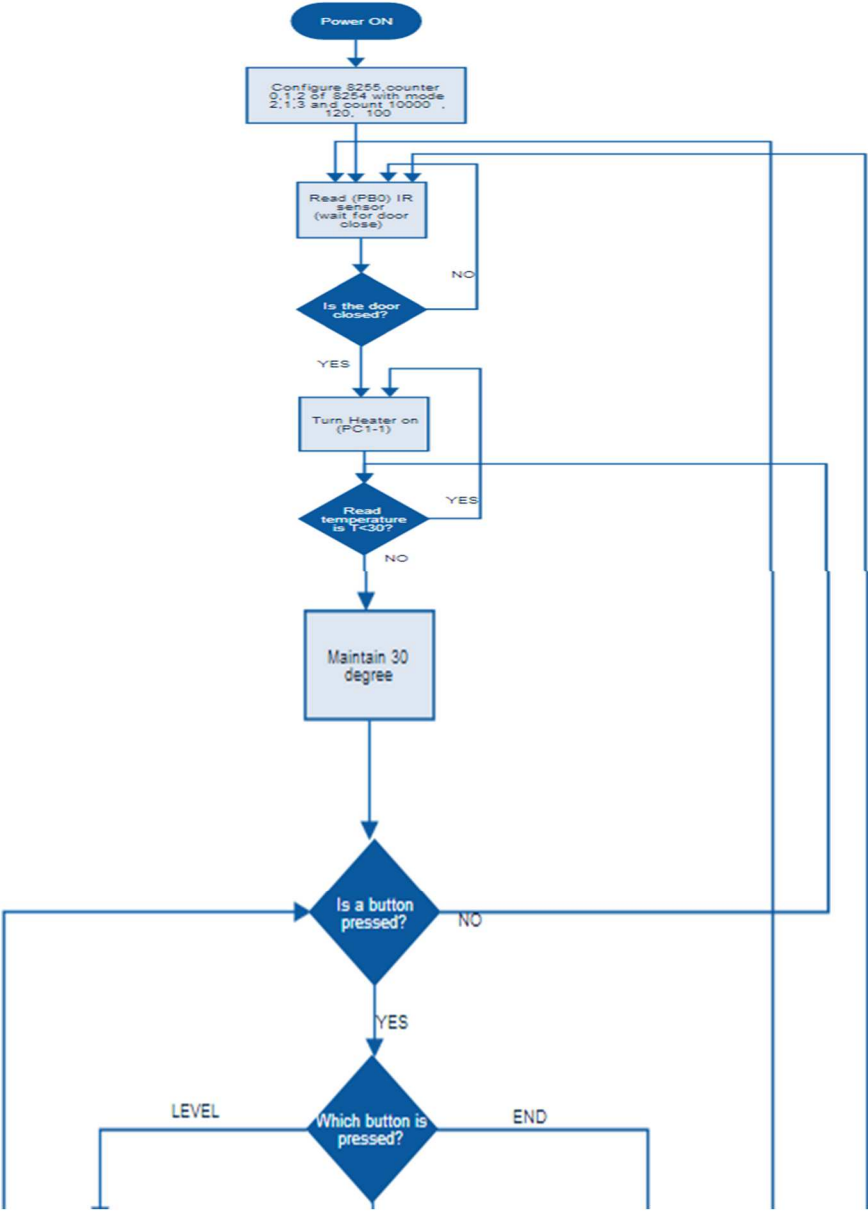 Power ON
Configure 8255,counter
0,1,2 of 8254 with mode
2,1,3 and count 10000 ,
120, 100
Read (PB0) IR
sensor
(wait for door
close)
NO
Is the door
closed?
YES
Turn Heater on
(PC1-1)
YES
Read
temperature
is T<30?
NO
Maintain 30
degree
Is a button
pressed?
NO
YES
LEVEL
Which button is
pressed?
END